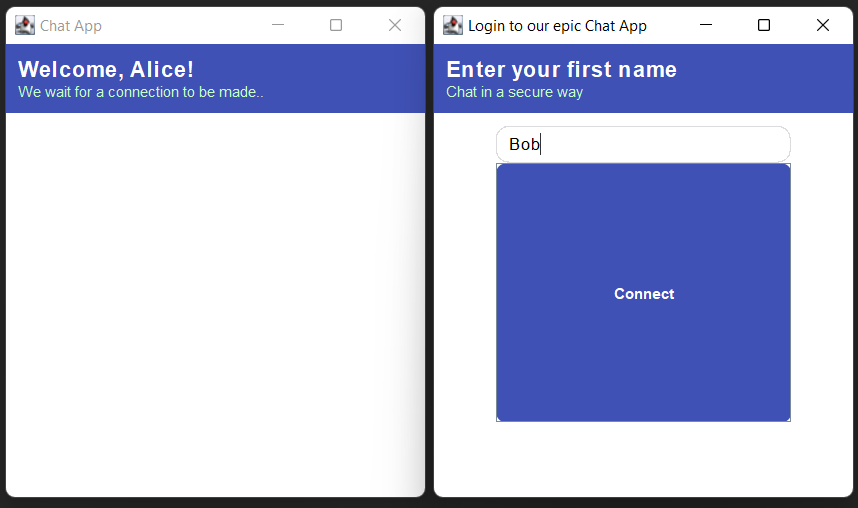 Chat App
Welcome, Alice!
We wait for a connection to be made..
Login to our epic Chat App
Enter your first name
Chat in a secure way
Bob
Connect